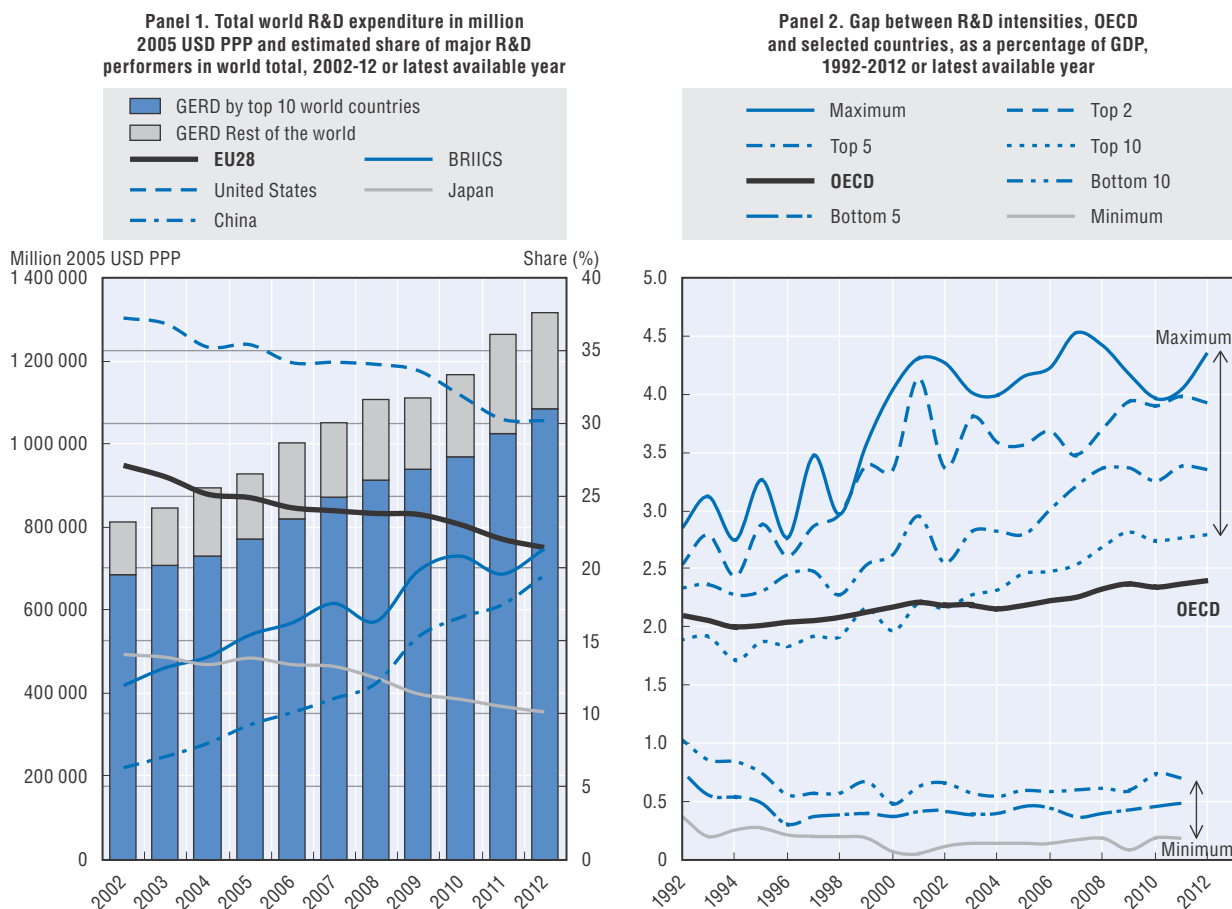 Panel 1. Total world R&D expenditure in million
2005 USD PPP and estimated share of major R&D
performers in world total, 2002-12 or latest available year
GERD by top 10 world countries
GERD Rest of the world
EU28
BRIICS
United States
Japan
China
Million 2005 USD PPP
Share (%)
1 400 000
1 200 000
1 000 000
800 000
600 000
400 000
200 000
0
40
35
30
25
20
15
10
5
0
2002
2003
2004
2005
2006
2007
2008
2009
2010
2011
2012
Panel 2. Gap between R&D intensities, OECD
and selected countries, as a percentage of GDP,
1992-2012 or latest available year
Maximum
Top 2
Top 5
Top 10
OECD
Bottom 10
Bottom 5
Minimum
5.0
4.5
4.0
3.5
3.0
2.5
2.0
1.5
1.0
0.5
0
Maximum
OECD
Minimum
1992
1994
1996
1998
2000
2002
2004
2006
2008
2010
2012